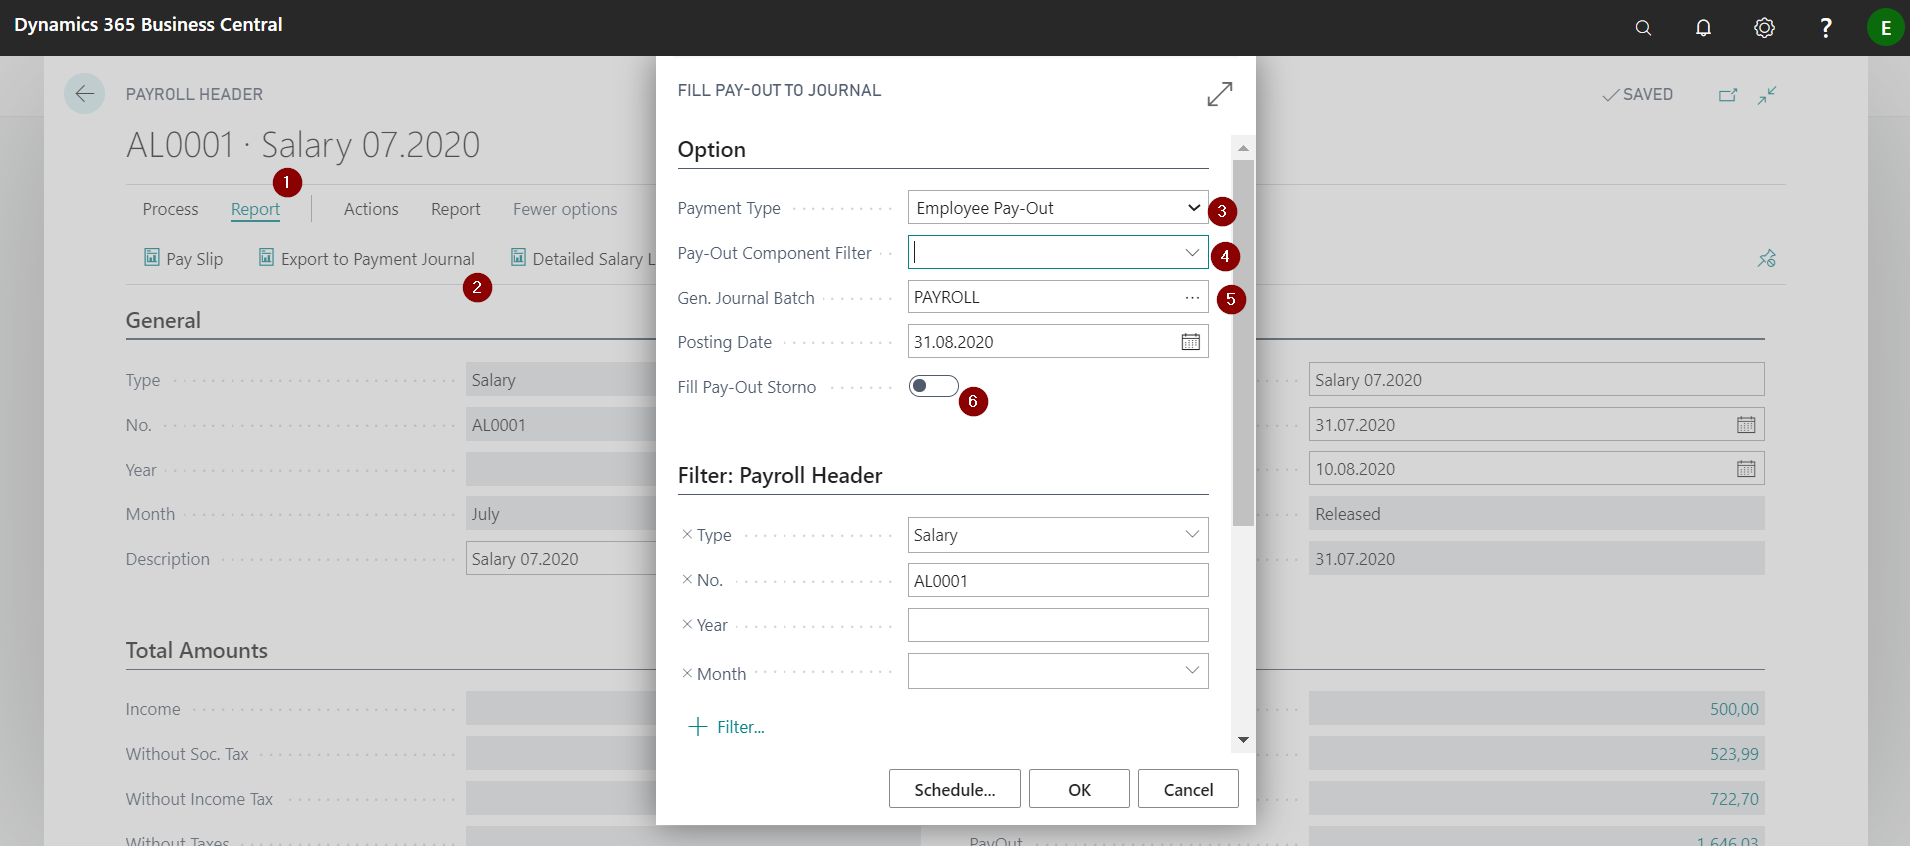 Dynamics 365 Business Central
E
PAYROLL HEADER
SAVED
AL0001 · Salary 07.2020
1
Process
Report
Actions
Report
Fewer options
Pay Slip
Export to Payment Journal
Detailed Salary L
2
General
Type
Salary
No.
AL0001
Year
Month
July
Description
Salary 07.2020
Salary 07.2020
31.07.2020
10.08.2020
Released
31.07.2020
Total Amounts
Income
Without Soc. Tax
Without Income Tax
Without Taxes
500,00
523,99
722,70
PayOut
1 646,03
FILL PAY-OUT TO JOURNAL
Option
Payment Type
Employee Pay-Out
3
Pay-Out Component Filter
4
Gen. Journal Batch
PAYROLL
5
Posting Date
31.08.2020
Fill Pay-Out Storno
6
Filter: Payroll Header
× Type
Salary
× No.
AL0001
× Year
× Month
+ Filter...
Schedule...
OK
Cancel